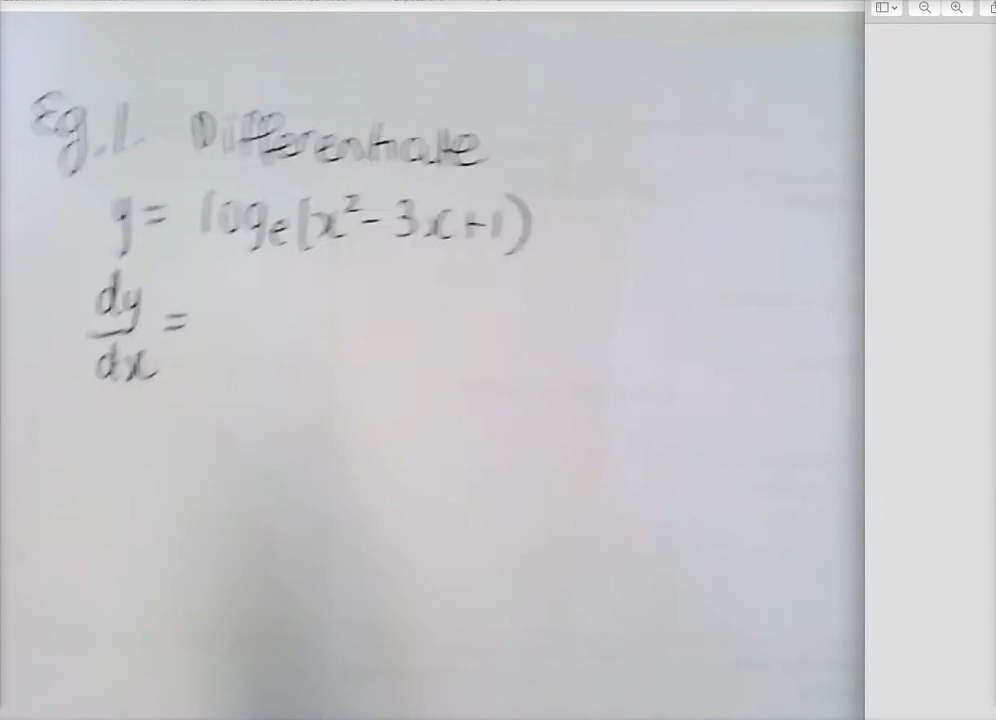 Eg.1. Differentiate
y = logₑ(x² - 3x + 1)
dy/dx =